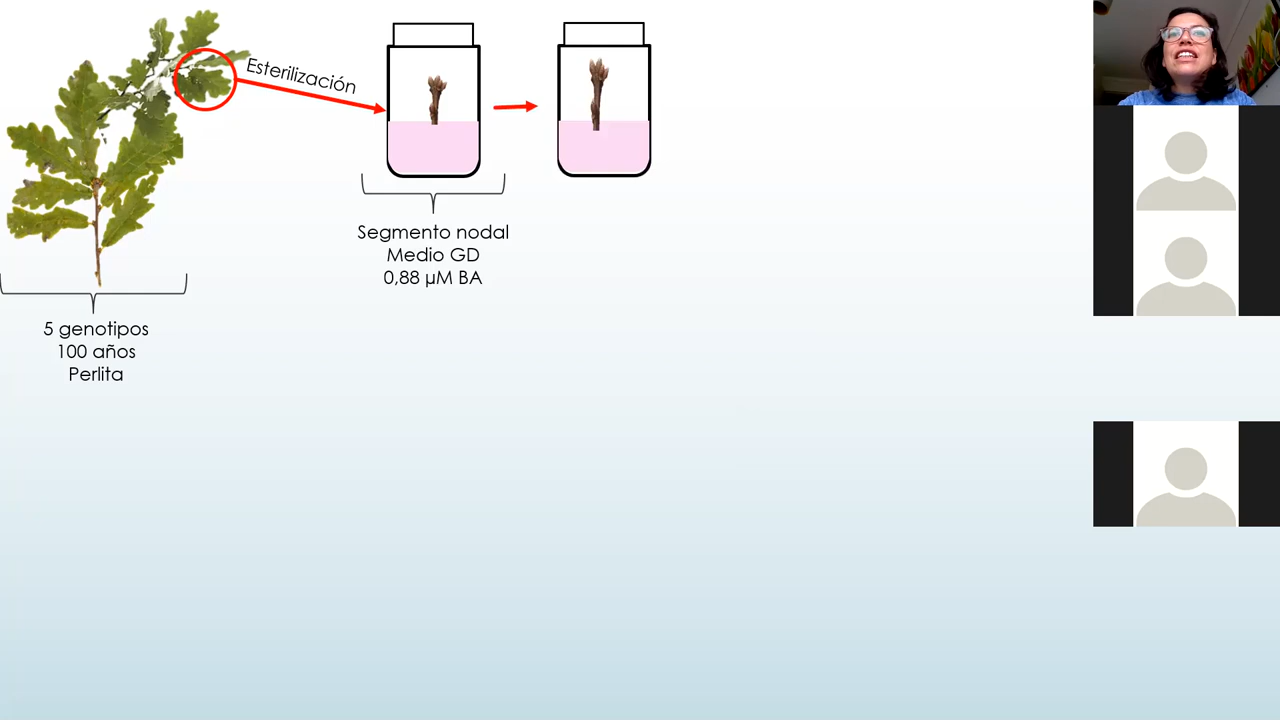 Esterilización
Segmento nodal
Medio GD
0,88 µM BA
5 genotipos
100 años
Perlita